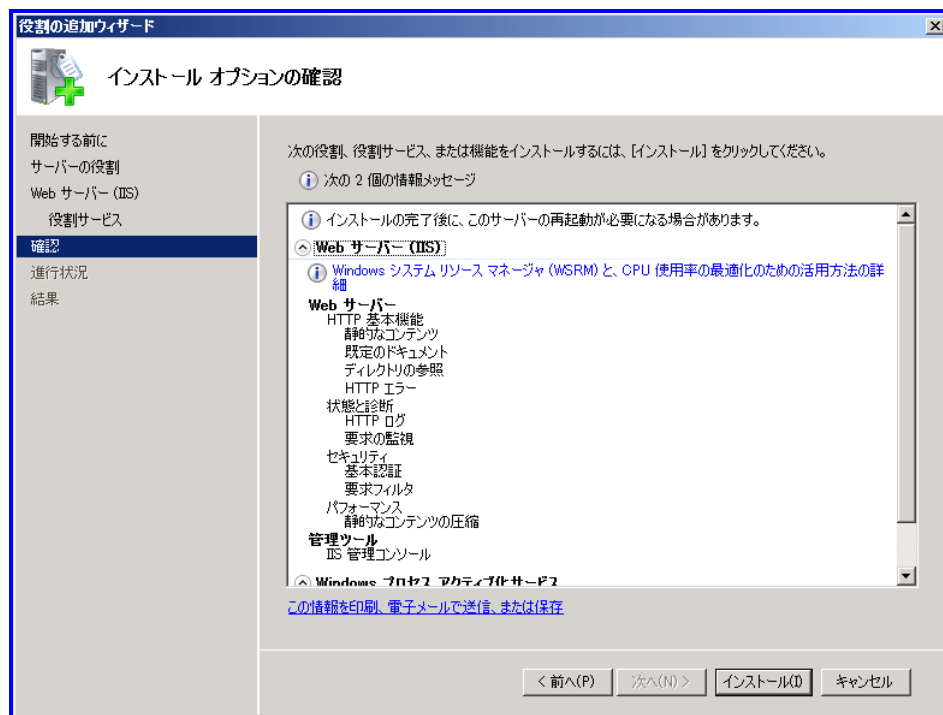 役割の追加ウィザード
インストール オプションの確認
開始する前に
サーバーの役割
Web サーバー (IIS)
役割サービス
確認
進行状況
結果
次の役割、役割サービス、または機能をインストールするには、[インストール] をクリックしてください。
次の 2 個の情報メッセージ
インストールの完了後に、このサーバーの再起動が必要になる場合があります。
Web サーバー (IIS)
Windows システム リソース マネージャ (WSRM) と、CPU 使用率の最適化のための活用方法の詳
細
Web サーバー
HTTP 基本機能
静的なコンテンツ
既定のドキュメント
ディレクトリの参照
HTTP エラー
状態と診断
HTTP ログ
要求の監視
セキュリティ
基本認証
要求フィルタ
パフォーマンス
静的なコンテンツの圧縮
管理ツール
IIS 管理コンソール
Windows プロセス アクティブ化サービス
この情報を印刷、電子メールで送信、または保存
< 前へ(P)
次へ(N) >
インストール(I)
キャンセル